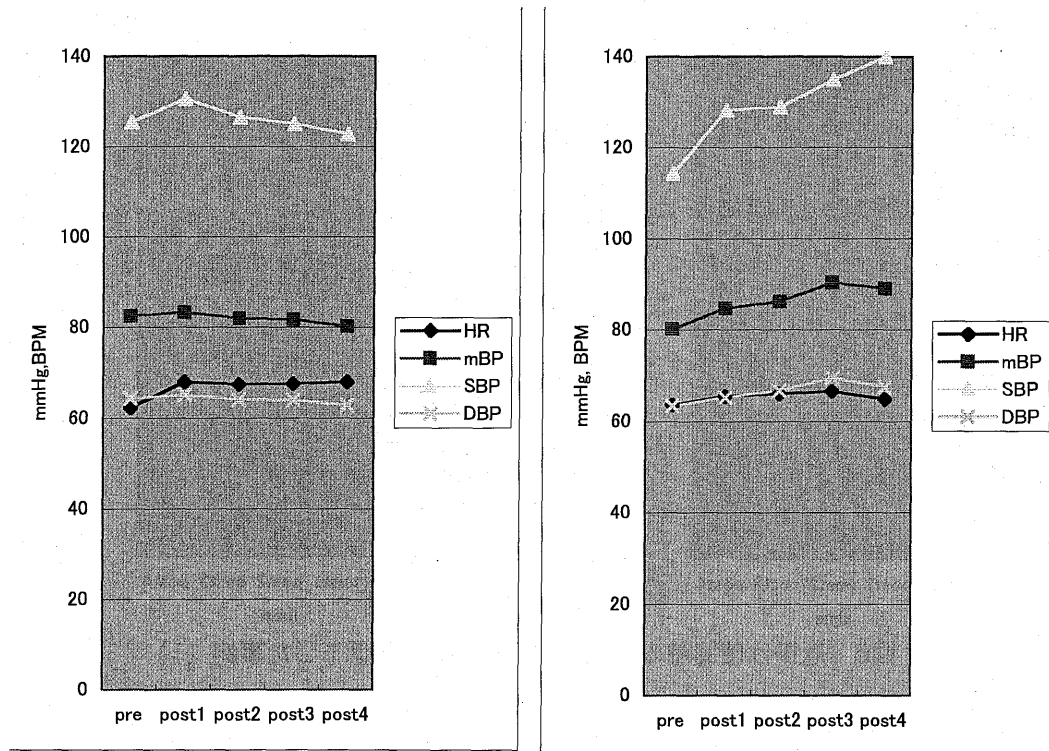 140
120
100
80
60
40
20
0
mmHg,BPM
pre post1 post2 post3 post4
HR
mBP
SBP
DBP
140
120
100
80
60
40
20
0
mmHg, BPM
pre post1 post2 post3 post4
HR
mBP
SBP
DBP